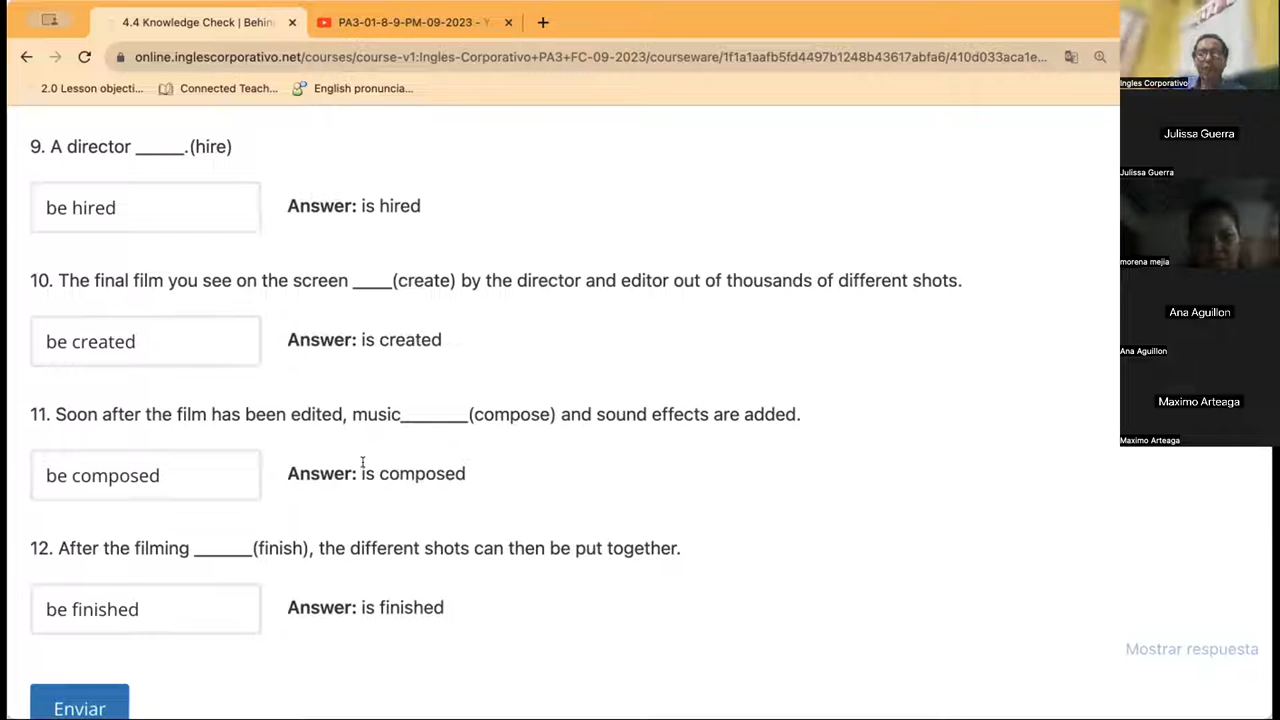 4.4 Knowledge Check | Behin
PA3-01-8-9-PM-09-2023 - Y
online.inglescorporativo.net/courses/course-v1:Ingles-Corporativo+PA3+FC-09-2023/courseware/1f1a1aafb5fd4497b1248b43617abfa6/410d033aca1e...
2.0 Lesson objecti...
Connected Teach...
English pronuncia...
9. A director _____.(hire)
be hired
Answer: is hired
10. The final film you see on the screen ____(create) by the director and editor out of thousands of different shots.
be created
Answer: is created
11. Soon after the film has been edited, music_______(compose) and sound effects are added.
be composed
Answer: is composed
12. After the filming ______(finish), the different shots can then be put together.
be finished
Answer: is finished
Mostrar respuesta
Enviar
Ingles Corporativo
Julissa Guerra
Julissa Guerra
morena mejia
Ana Aguillon
Ana Aguillon
Maximo Arteaga
Maximo Arteaga